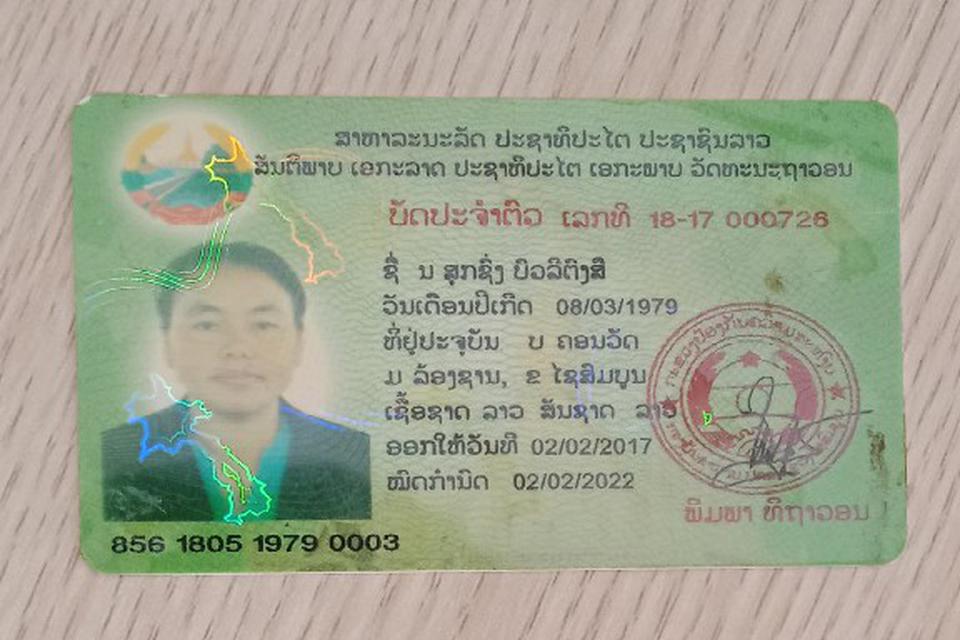 ສາທາລະນະລັດ ປະຊາທິປະໄຕ ປະຊາຊົນລາວ
ສັນຕິພາບ ເອກະລາດ ປະຊາທິປະໄຕ ເອກະພາບ ວັດທະນະຖາວອນ
ບັດປະຈຳຕົວ ເລກທີ 18-17 000726
ຊື່ ນ ສຸກຊົ່ງ ບົວລີຕົງສີ
ວັນເດືອນປີເກີດ 08/03/1979
ທີ່ຢູ່ປະຈຸບັນ ບ ຄອນວັດ
ມ ລ້ອງຊານ, ຂ ໄຊສົມບູນ
ເຊື້ອຊາດ ລາວ ສັນຊາດ ລາວ
ອອກໃຫ້ວັນທີ 02/02/2017
ໝົດກຳນົດ 02/02/2022
ພິມພາ ທິຖາວອນ
856 1805 1979 0003